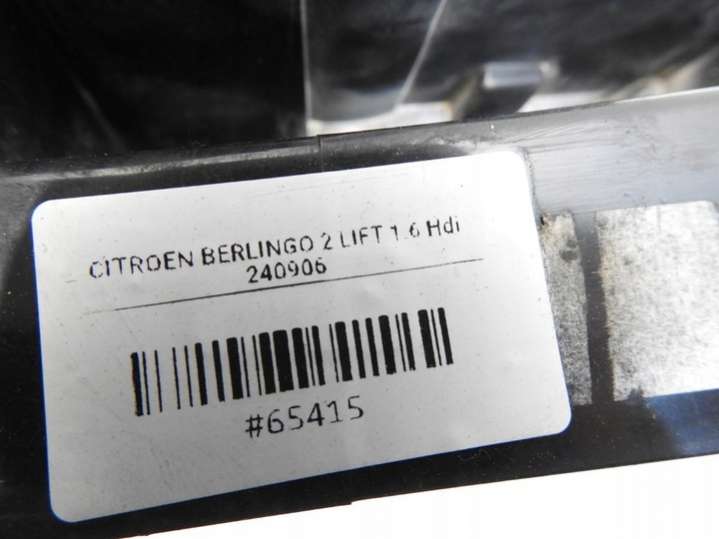 CITROEN BERLINGO 2 LIFT 1.6 Hdi
240906
#65415